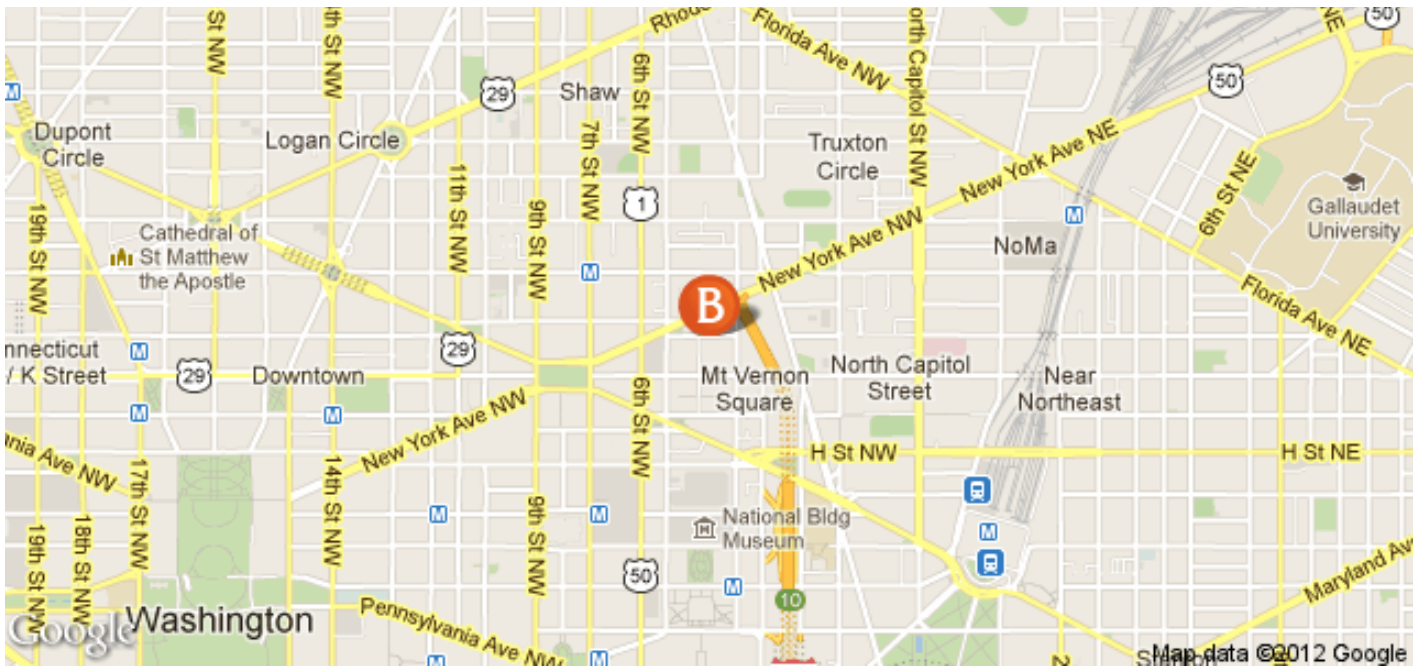 St NW
4th St NW
Rhode
Florida Ave NW
North Capitol St NW
50
6th St NW
50
29
Shaw
7th St NW
M
Dupont
Circle
Logan Circle
Truxton
Circle
New York Ave NE
11th St NW
6th St NE
Gallaudet
University
19th St NW
9th St NW
1
M
Cathedral of
St Matthew
the Apostle
New York Ave NW
NoMa
M
B
Florida Ave NE
nnecticut
/ K Street
M
29
Downtown
29
Mt Vernon
Square
North Capitol
Street
Near
Northeast
M
M
New York Ave NW
6th St NW
H St NW
H St NE
ania Ave NW
17th St NW
14th St NW
9th St NW
M
M
National Bldg
Museum
M
19th St NW
18th St NW
50
M
10
Maryland Ave
Washington
Pennsylvania Ave NW
M
M
Google
Map data ©2012 Google